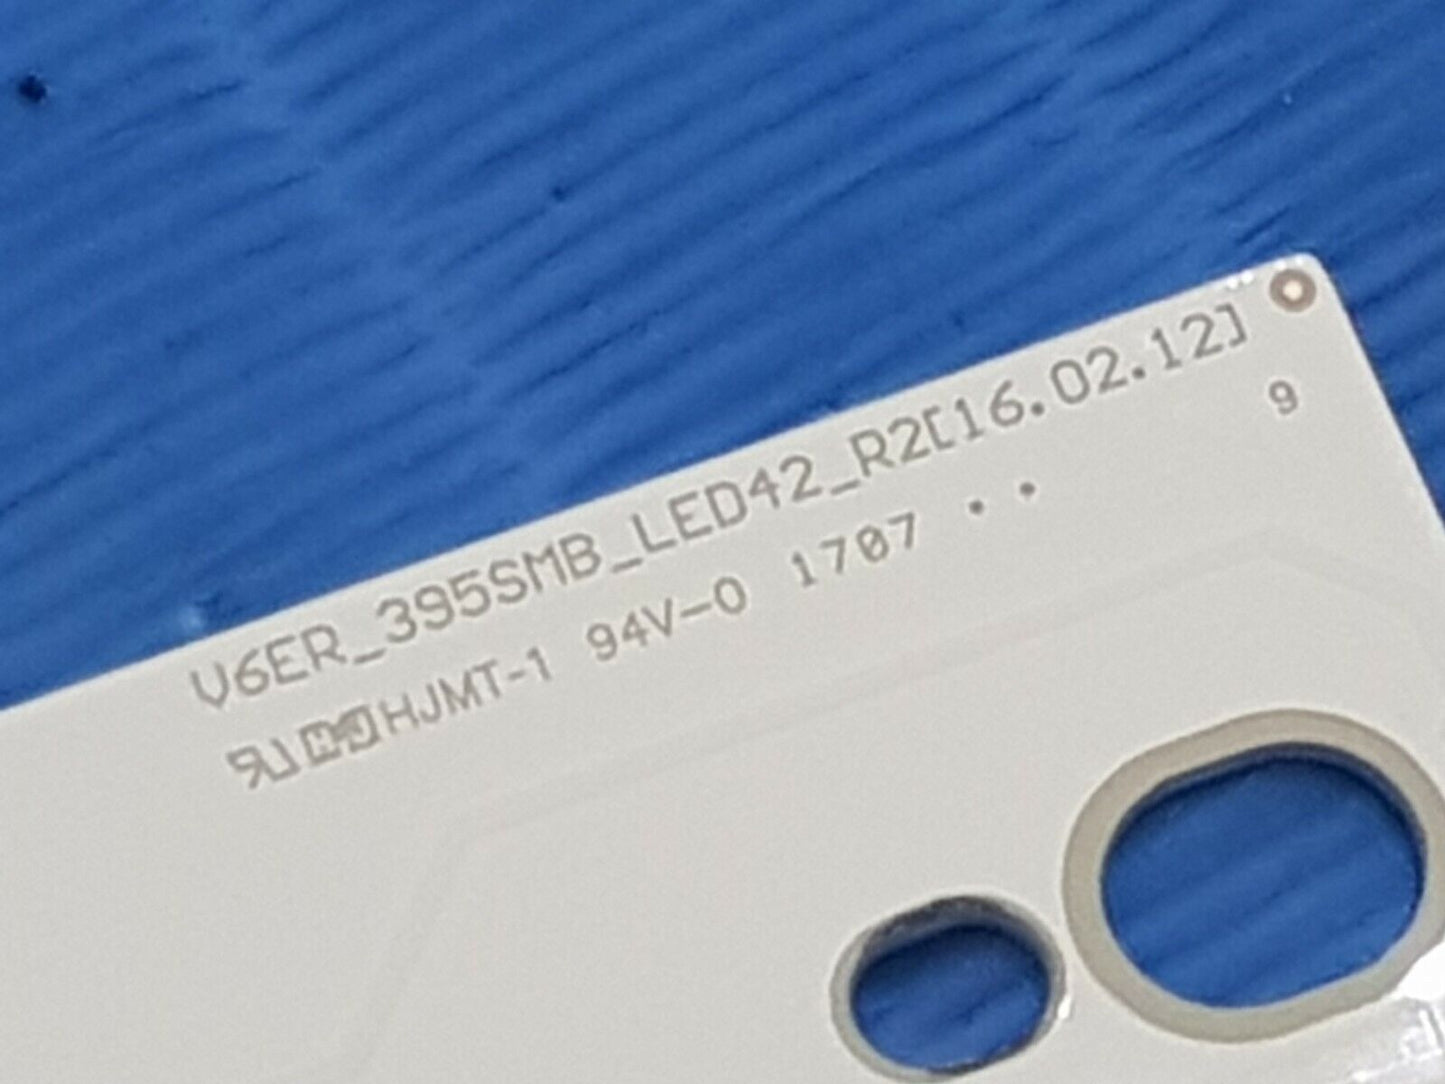 V6ER_395SMB_LED42_R2[16.02.12]
9
HJMT-1 94V-0 1707 • •